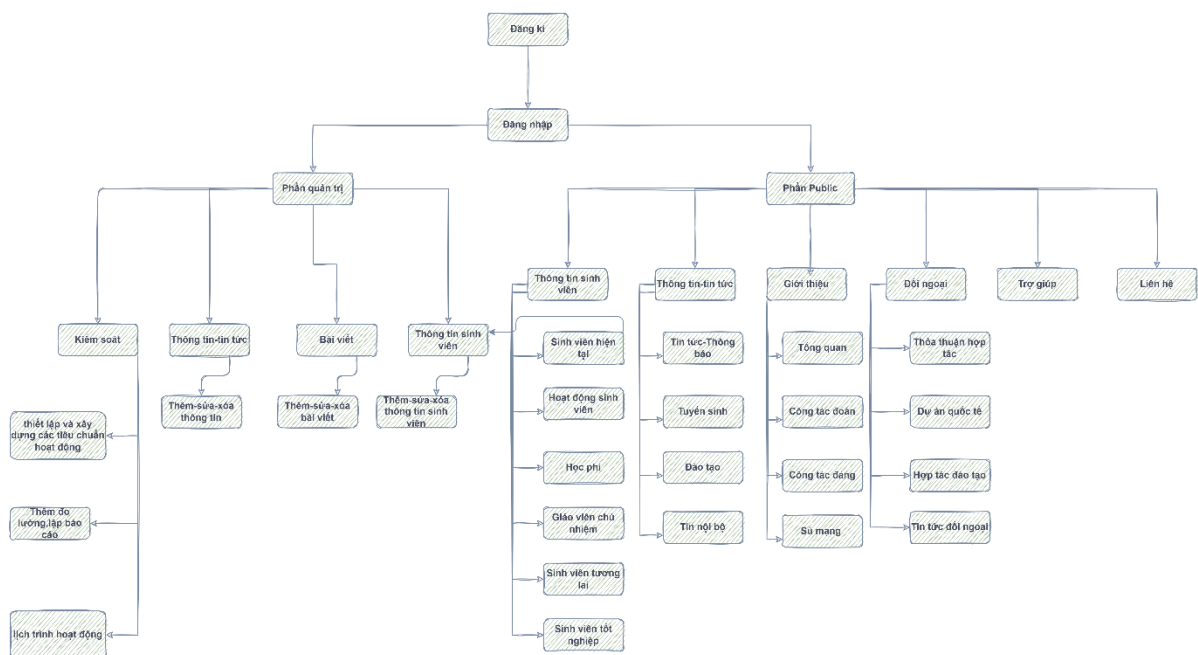 Đăng kí
Đăng nhập
Phần quản trị
Phần Public
Thông tin sinh
viên
Thông tin-tin tức
Giới thiệu
Đối ngoại
Trợ giúp
Liên hệ
Kiểm soát
Thông tin-tin tức
Bài viết
Thông tin sinh
viên
Thêm-sửa-xóa
thông tin
Thêm-sửa-xóa
bài viết
Thêm-sửa-xóa
thông tin sinh
viên
thiết lập và xây
dựng các tiêu chuẩn
hoạt động
Thêm đo
lường,lập báo
cáo
lịch trình hoạt động
Sinh viên hiện
tại
Hoạt động sinh
viên
Học phí
Giáo viên chủ
nhiệm
Sinh viên tương
lai
Sinh viên tốt
nghiệp
Tin tức-Thông
báo
Tuyển sinh
Đào tạo
Tin nội bộ
Tổng quan
Công tác đoàn
Công tác đảng
Sứ mạng
Thỏa thuận hợp
tác
Dự án quốc tế
Hợp tác đào tạo
Tin tức đối ngoại